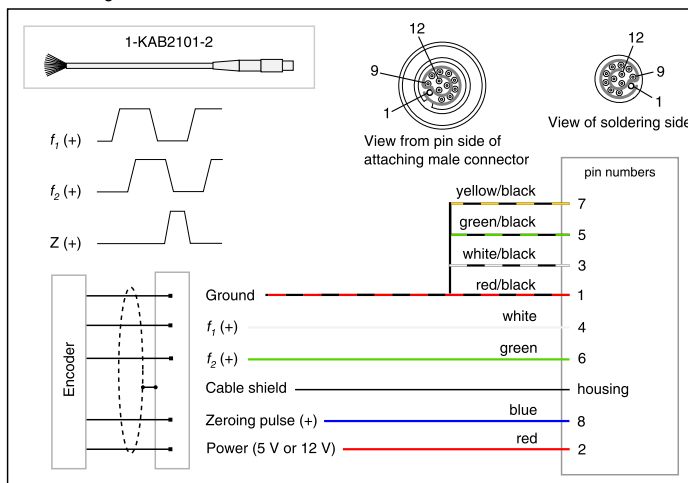 1-KAB2101-2
12
9
1
View from pin side of
attaching male connector
12
9
1
View of soldering side
f₁ (+)
f₂ (+)
Z (+)
pin numbers
yellow/black
7
green/black
5
white/black
3
Ground
red/black
1
f₁ (+)
white
4
f₂ (+)
green
6
Cable shield
housing
Zeroing pulse (+)
blue
8
Power (5 V or 12 V)
red
2
Encoder